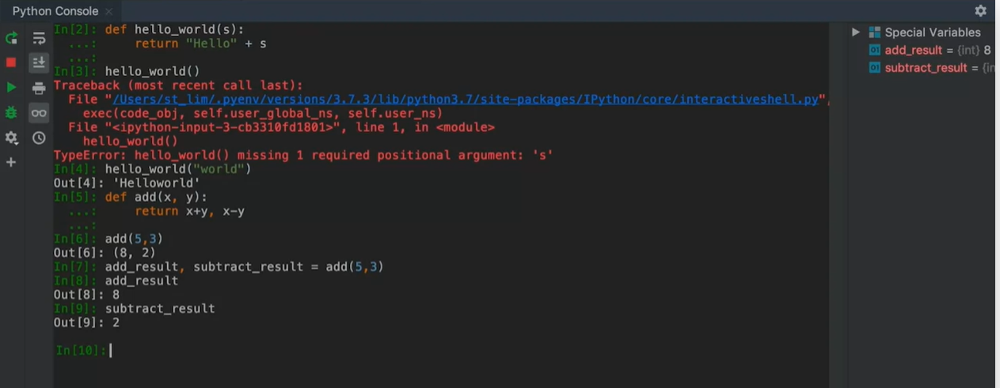 Python Console
In[2]: def hello_world(s):
...: return "Hello" + s
...:
In[3]: hello_world()
Traceback (most recent call last):
File "/Users/st_lim/.pyenv/versions/3.7.3/lib/python3.7/site-packages/IPython/core/interactiveshell.py",
exec(code_obj, self.user_global_ns, self.user_ns)
File "<ipython-input-3-cb3310fd1801>", line 1, in <module>
hello_world()
TypeError: hello_world() missing 1 required positional argument: 's'
In[4]: hello_world("world")
Out[4]: 'Helloworld'
In[5]: def add(x, y):
...: return x+y, x-y
...:
In[6]: add(5,3)
Out[6]: (8, 2)
In[7]: add_result, subtract_result = add(5,3)
In[8]: add_result
Out[8]: 8
In[9]: subtract_result
Out[9]: 2
In[10]:
Special Variables
add_result = {int} 8
subtract_result = {in